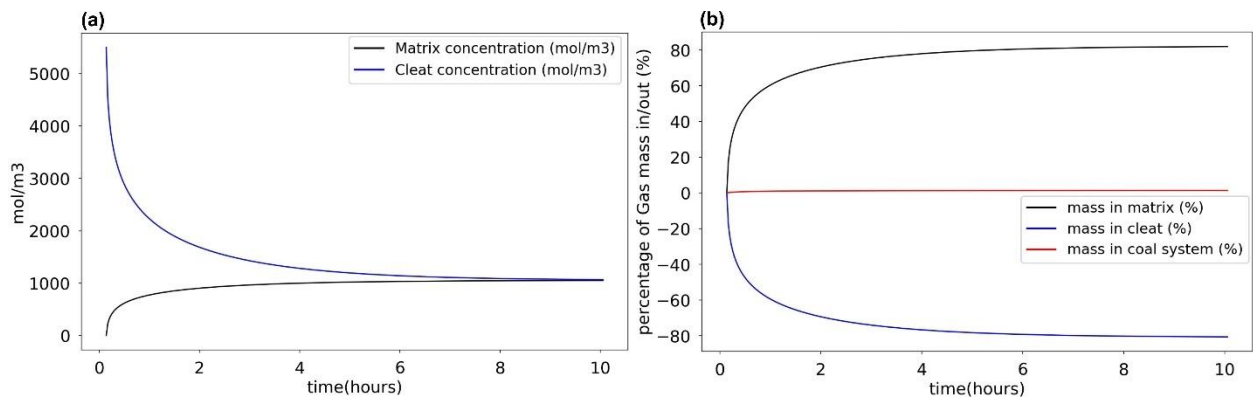 (a)
Matrix concentration (mol/m3)
Cleat concentration (mol/m3)
mol/m3
5000
4000
3000
2000
1000
0
0 2 4 6 8 10
time(hours)
(b)
percentage of Gas mass in/out (%)
80
60
40
20
0
−20
−40
−60
−80
mass in matrix (%)
mass in cleat (%)
mass in coal system (%)
0 2 4 6 8 10
time(hours)